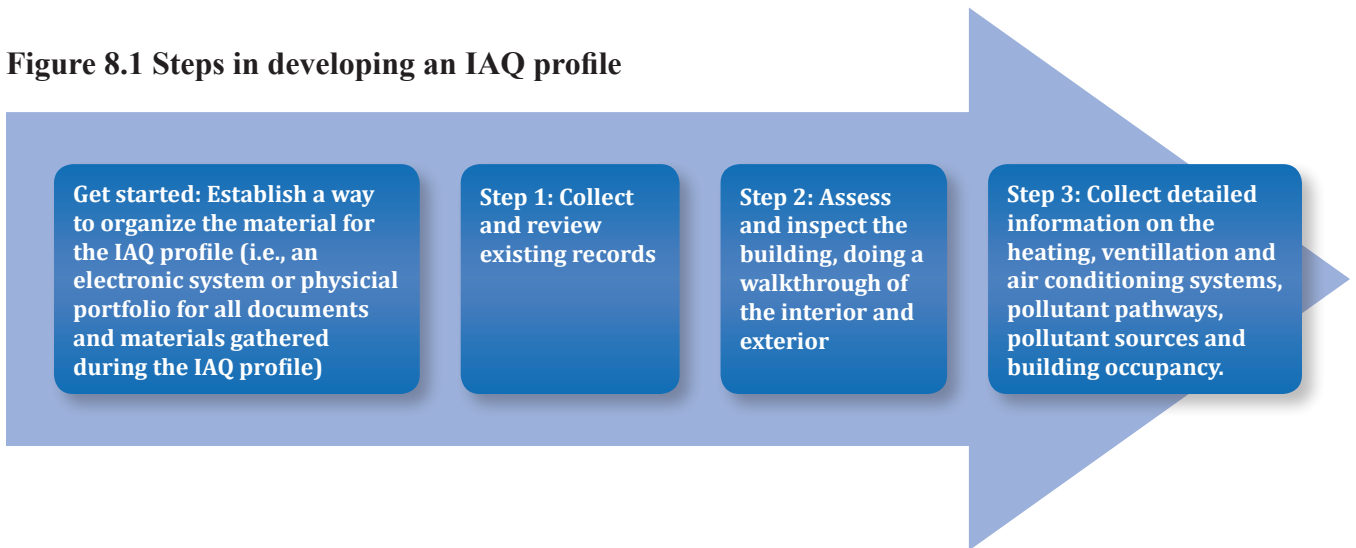 Figure 8.1 Steps in developing an IAQ profile
Get started: Establish a way
to organize the material for
the IAQ profile (i.e., an
electronic system or physicial
portfolio for all documents
and materials gathered
during the IAQ profile)
Step 1: Collect
and review
existing records
Step 2: Assess
and inspect the
building, doing a
walkthrough of
the interior and
exterior
Step 3: Collect detailed
information on the
heating, ventillation and
air conditioning systems,
pollutant pathways,
pollutant sources and
building occupancy.